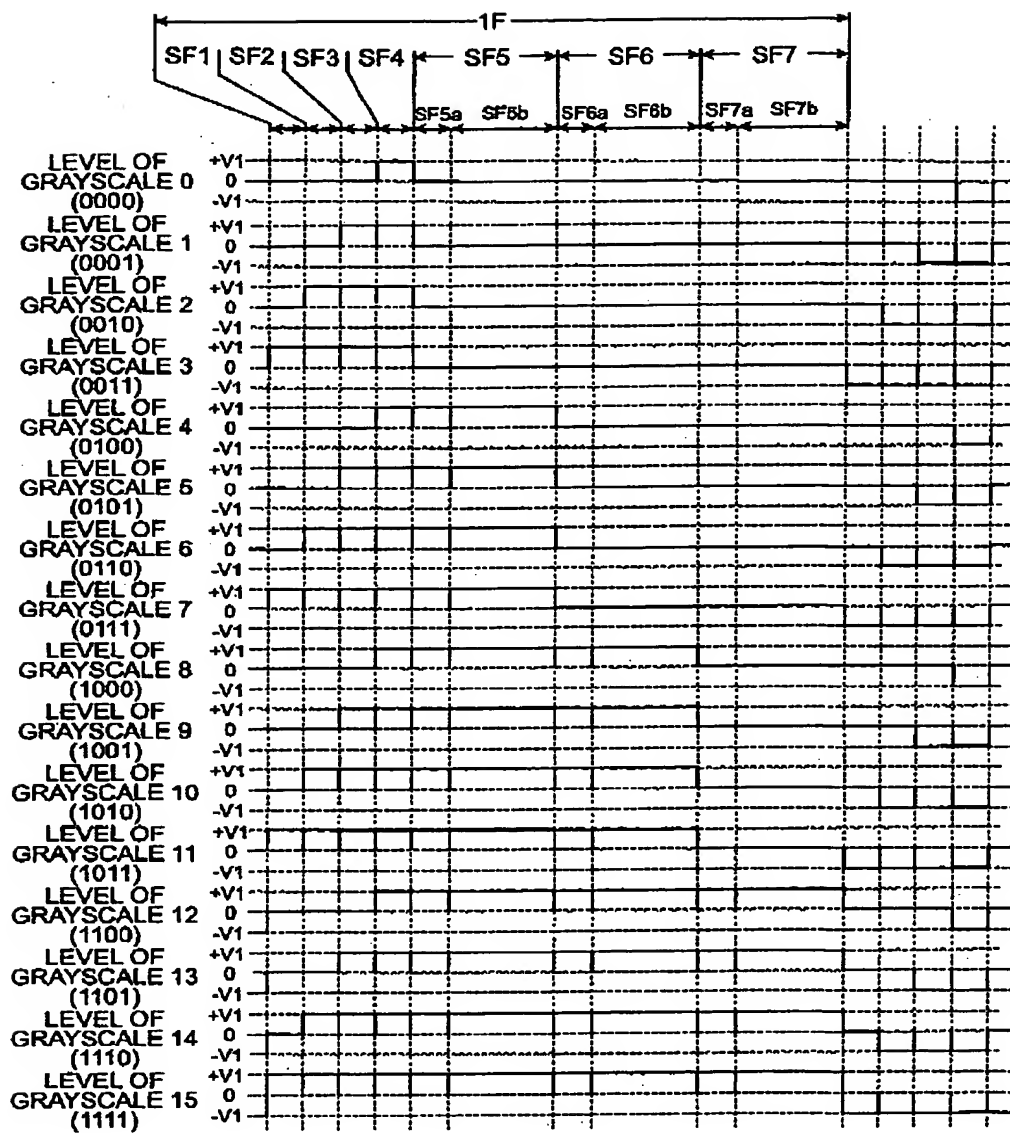 1F
SF1 SF2 SF3 SF4 SF5 SF6 SF7
SF5a SF5b SF6a SF6b SF7a SF7b
LEVEL OF GRAYSCALE 0 (0000) +V1 0 -V1
LEVEL OF GRAYSCALE 1 (0001) +V1 0 -V1
LEVEL OF GRAYSCALE 2 (0010) +V1 0 -V1
LEVEL OF GRAYSCALE 3 (0011) +V1 0 -V1
LEVEL OF GRAYSCALE 4 (0100) +V1 0 -V1
LEVEL OF GRAYSCALE 5 (0101) +V1 0 -V1
LEVEL OF GRAYSCALE 6 (0110) +V1 0 -V1
LEVEL OF GRAYSCALE 7 (0111) +V1 0 -V1
LEVEL OF GRAYSCALE 8 (1000) +V1 0 -V1
LEVEL OF GRAYSCALE 9 (1001) +V1 0 -V1
LEVEL OF GRAYSCALE 10 (1010) +V1 0 -V1
LEVEL OF GRAYSCALE 11 (1011) +V1 0 -V1
LEVEL OF GRAYSCALE 12 (1100) +V1 0 -V1
LEVEL OF GRAYSCALE 13 (1101) +V1 0 -V1
LEVEL OF GRAYSCALE 14 (1110) +V1 0 -V1
LEVEL OF GRAYSCALE 15 (1111) +V1 0 -V1